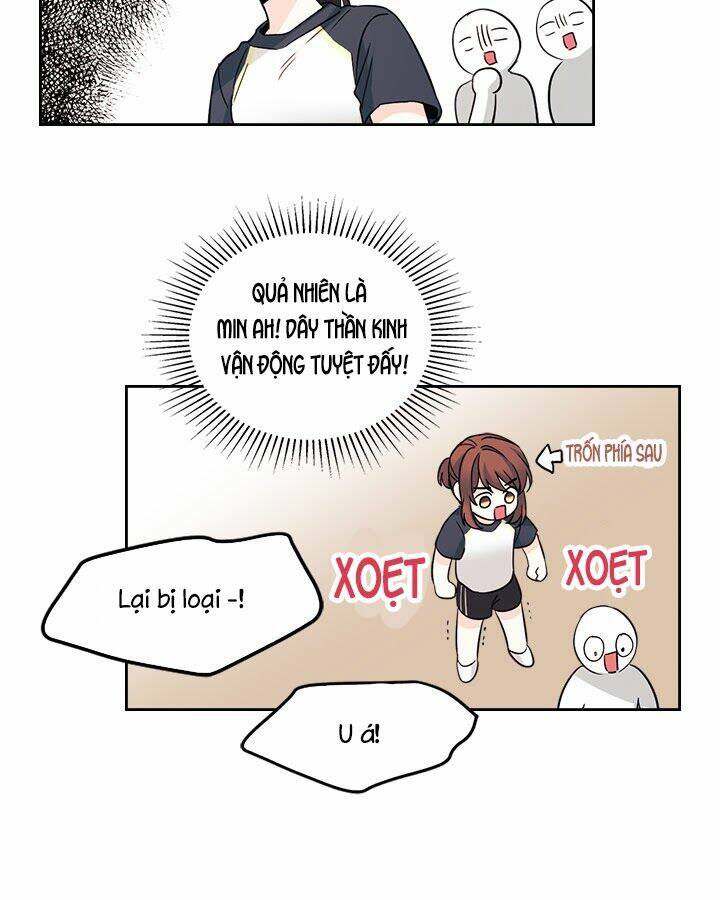 QUẢ NHIÊN LÀ
MIN AH! DÂY THẦN KINH
VẬN ĐỘNG TUYỆT ĐẤY!
TRỐN PHÍA SAU
XOẸT
XOẸT
Lại bị loại -!
U á!